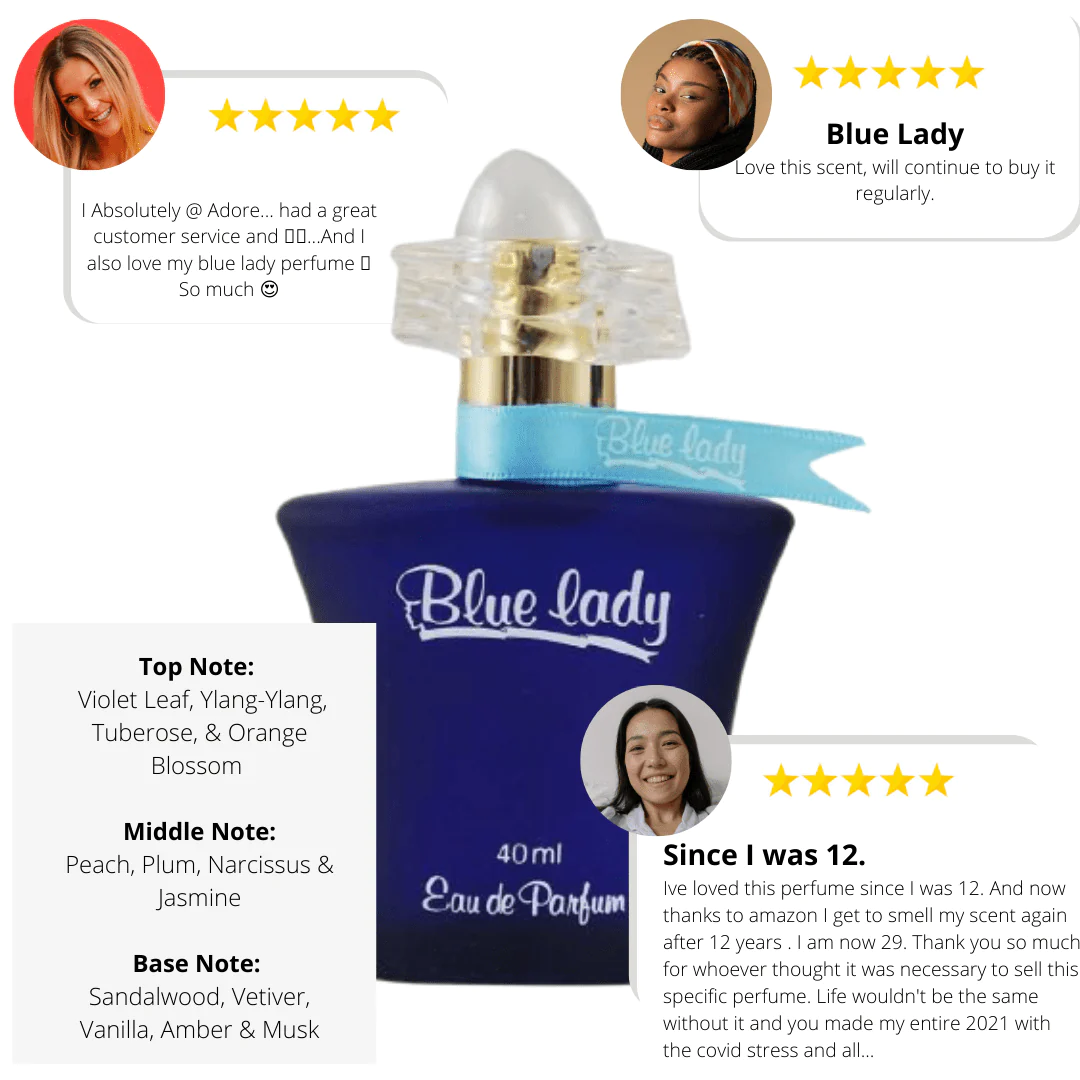 I Absolutely @ Adore... had a great
customer service and ▯▯...And I
also love my blue lady perfume ▯
So much 😍
Blue Lady
Love this scent, will continue to buy it
regularly.
Blue lady
Blue lady
40ml
Eau de Parfum
Top Note:
Violet Leaf, Ylang-Ylang,
Tuberose, & Orange
Blossom
Middle Note:
Peach, Plum, Narcissus &
Jasmine
Base Note:
Sandalwood, Vetiver,
Vanilla, Amber & Musk
Since I was 12.
Ive loved this perfume since I was 12. And now
thanks to amazon I get to smell my scent again
after 12 years . I am now 29. Thank you so much
for whoever thought it was necessary to sell this
specific perfume. Life wouldn't be the same
without it and you made my entire 2021 with
the covid stress and all...